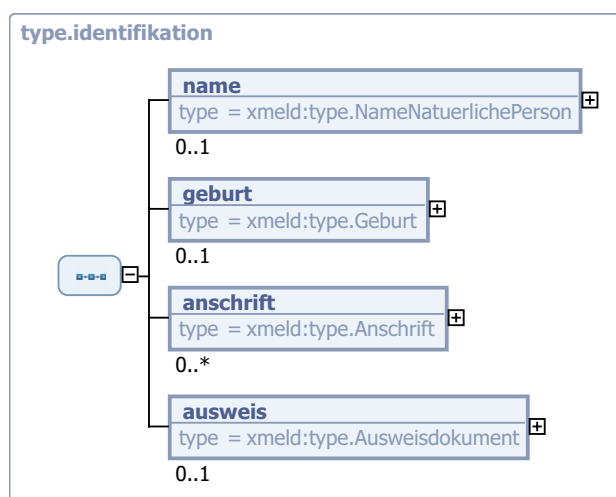 type.identifikation
name
type = xmeld:type.NameNatuerlichePerson
0..1
geburt
type = xmeld:type.Geburt
0..1
anschrift
type = xmeld:type.Anschrift
0..*
ausweis
type = xmeld:type.Ausweisdokument
0..1